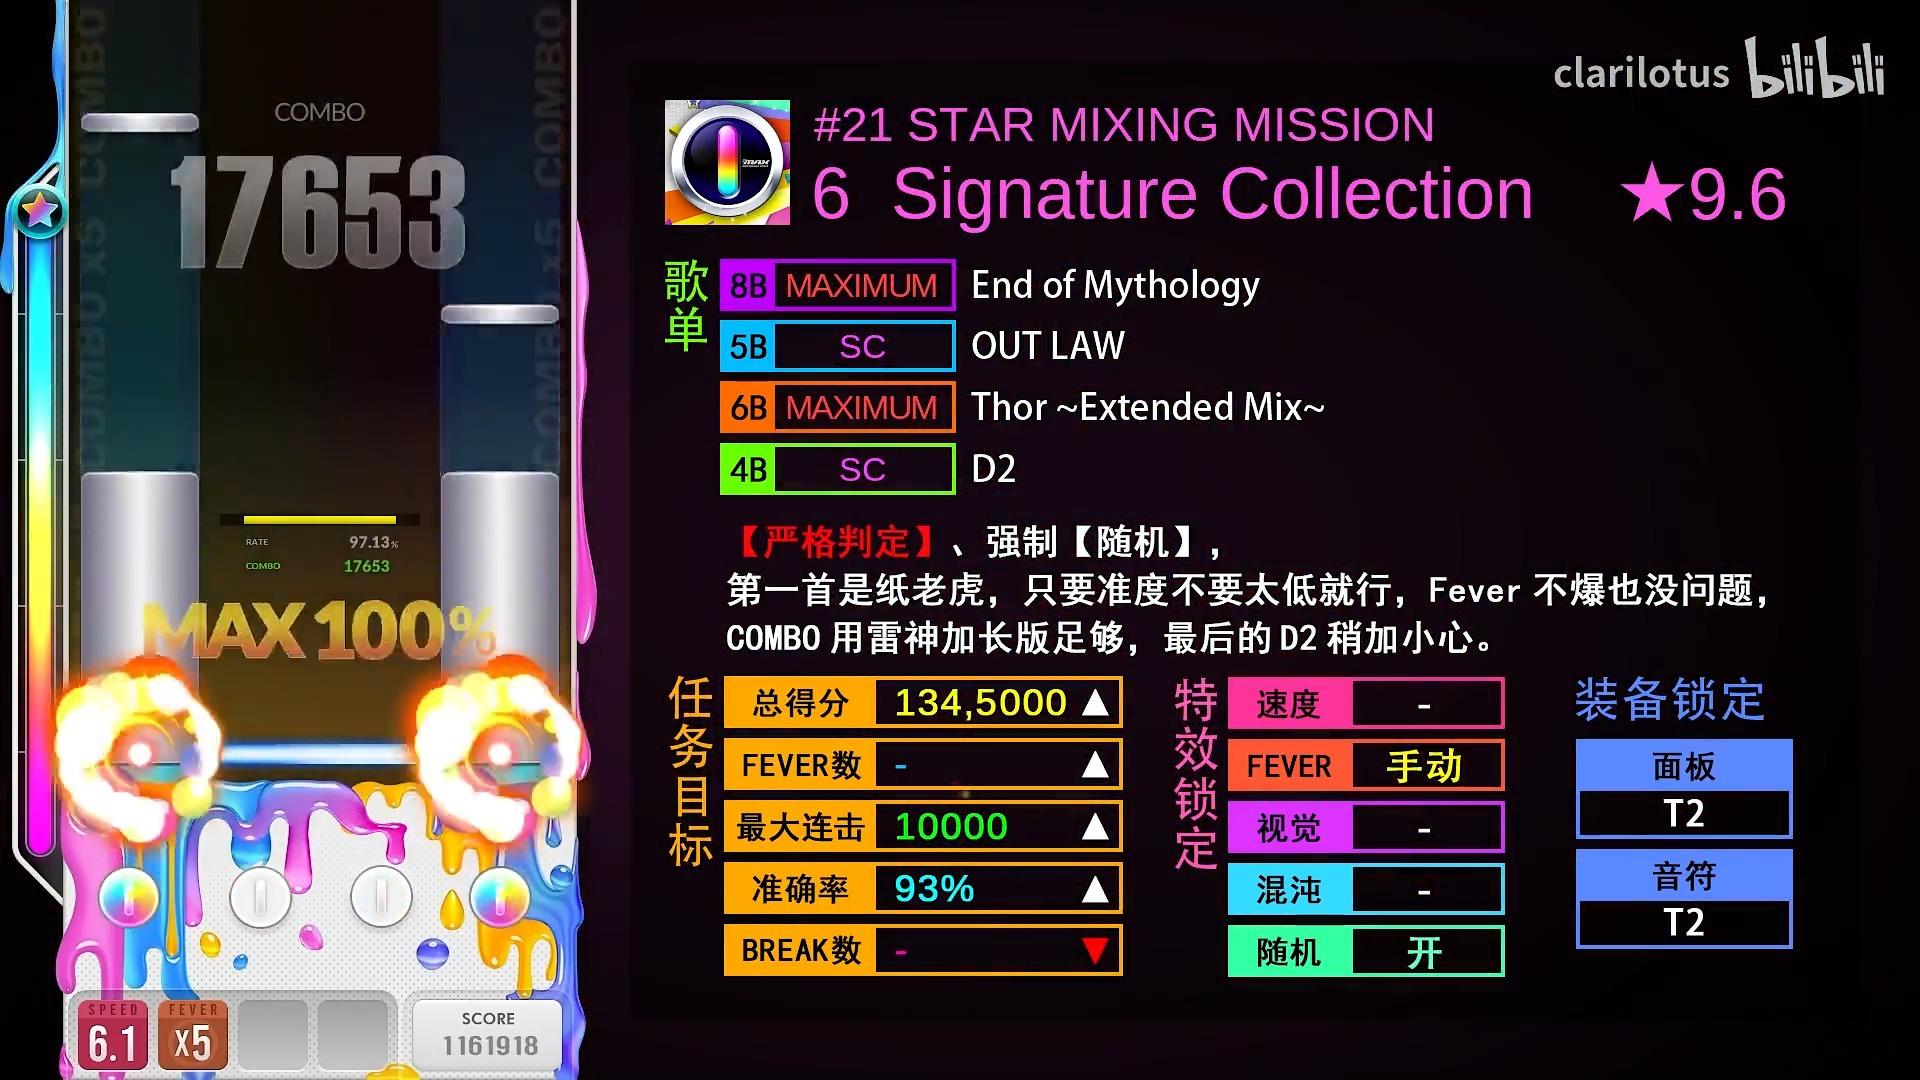 clarilotus bilibili
COMBO
17653
COMBO x5 COMBO
COMBO x5 COMBO
RATE 97.13%
COMBO 17653
MAX 100%
SPEED 6.1
FEVER x5
SCORE
1161918
#21 STAR MIXING MISSION
6 Signature Collection ★9.6
歌单
8B MAXIMUM End of Mythology
5B SC OUT LAW
6B MAXIMUM Thor ~Extended Mix~
4B SC D2
【严格判定】、强制【随机】，
第一首是纸老虎，只要准度不要太低就行，Fever 不爆也没问题，
COMBO 用雷神加长版足够，最后的 D2 稍加小心。
任务目标
总得分 134,5000 ▲
FEVER数 - ▲
最大连击 10000 ▲
准确率 93% ▲
BREAK数 - ▼
特效锁定
速度 -
FEVER 手动
视觉 -
混沌 -
随机 开
装备锁定
面板
T2
音符
T2